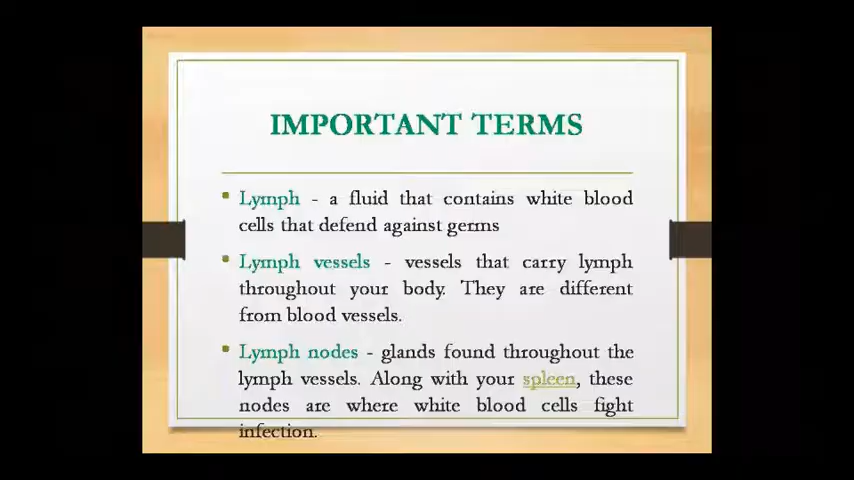 IMPORTANT TERMS
Lymph - a fluid that contains white blood
cells that defend against germs
Lymph vessels - vessels that carry lymph
throughout your body. They are different
from blood vessels.
Lymph nodes - glands found throughout the
lymph vessels. Along with your spleen, these
nodes are where white blood cells fight
infection.